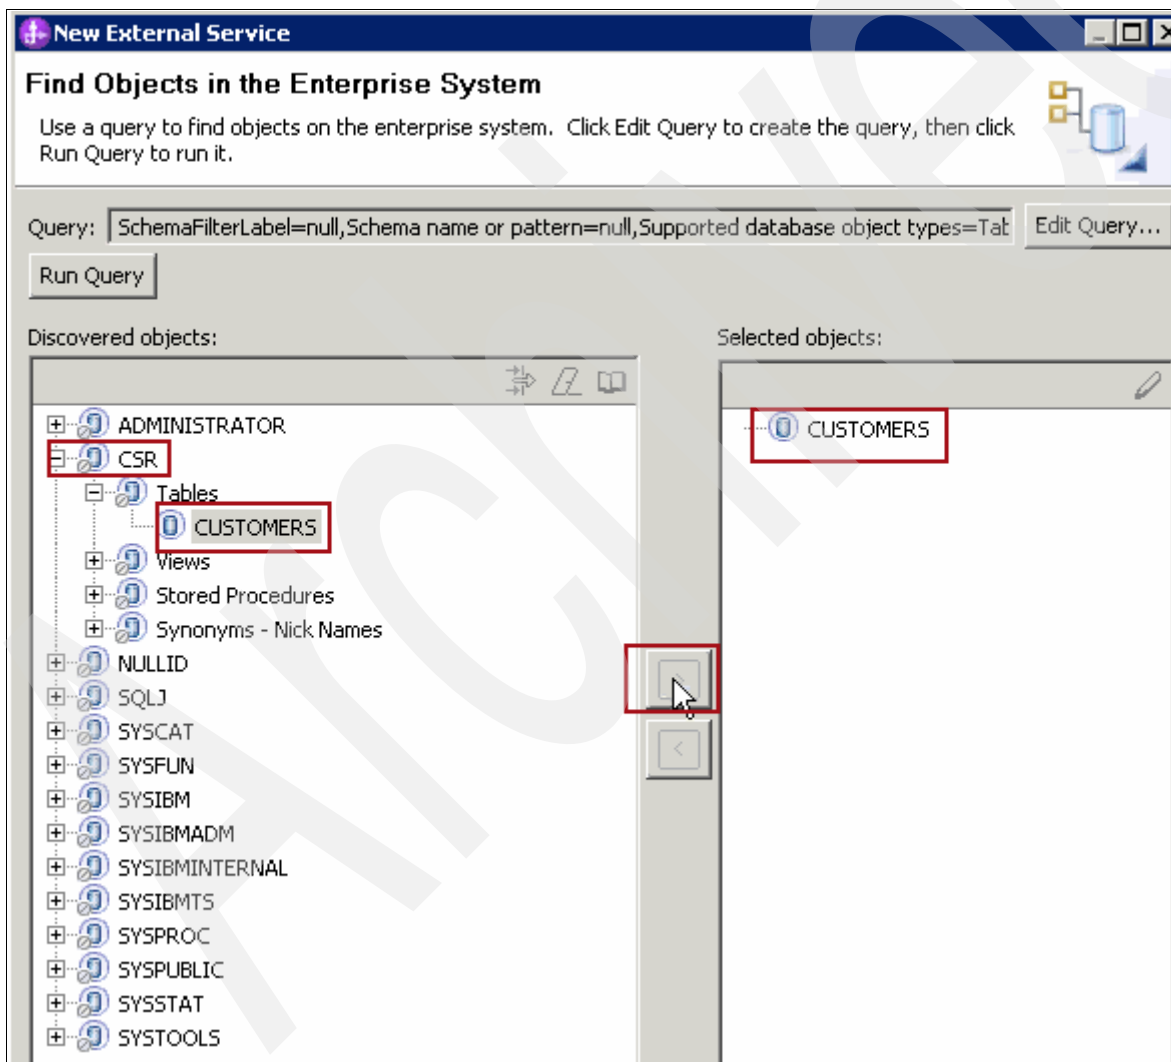 New External Service
Find Objects in the Enterprise System
Use a query to find objects on the enterprise system. Click Edit Query to create the query, then click
Run Query to run it.
Query: SchemaFilterLabel=null,Schema name or pattern=null,Supported database object types=Tab Edit Query...
Run Query
Discovered objects: Selected objects:
ADMINISTRATOR CUSTOMERS
CSR
Tables
CUSTOMERS
Views
Stored Procedures
Synonyms - Nick Names
NULLID
SQLJ
SYSCAT
SYSFUN
SYSIBM
SYSIBMADM
SYSIBMINTERNAL
SYSIBMTS
SYSPROC
SYSPUBLIC
SYSSTAT
SYSTOOLS